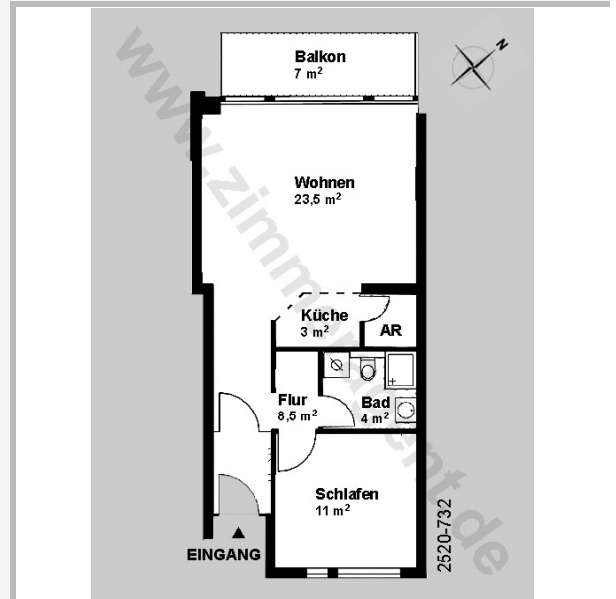 Balkon
7 m²
N
Wohnen
23,5 m²
Küche
3 m²
AR
Flur
8,5 m²
Bad
4 m²
Schlafen
11 m²
EINGANG
2520-732
www.zimmeragent.de